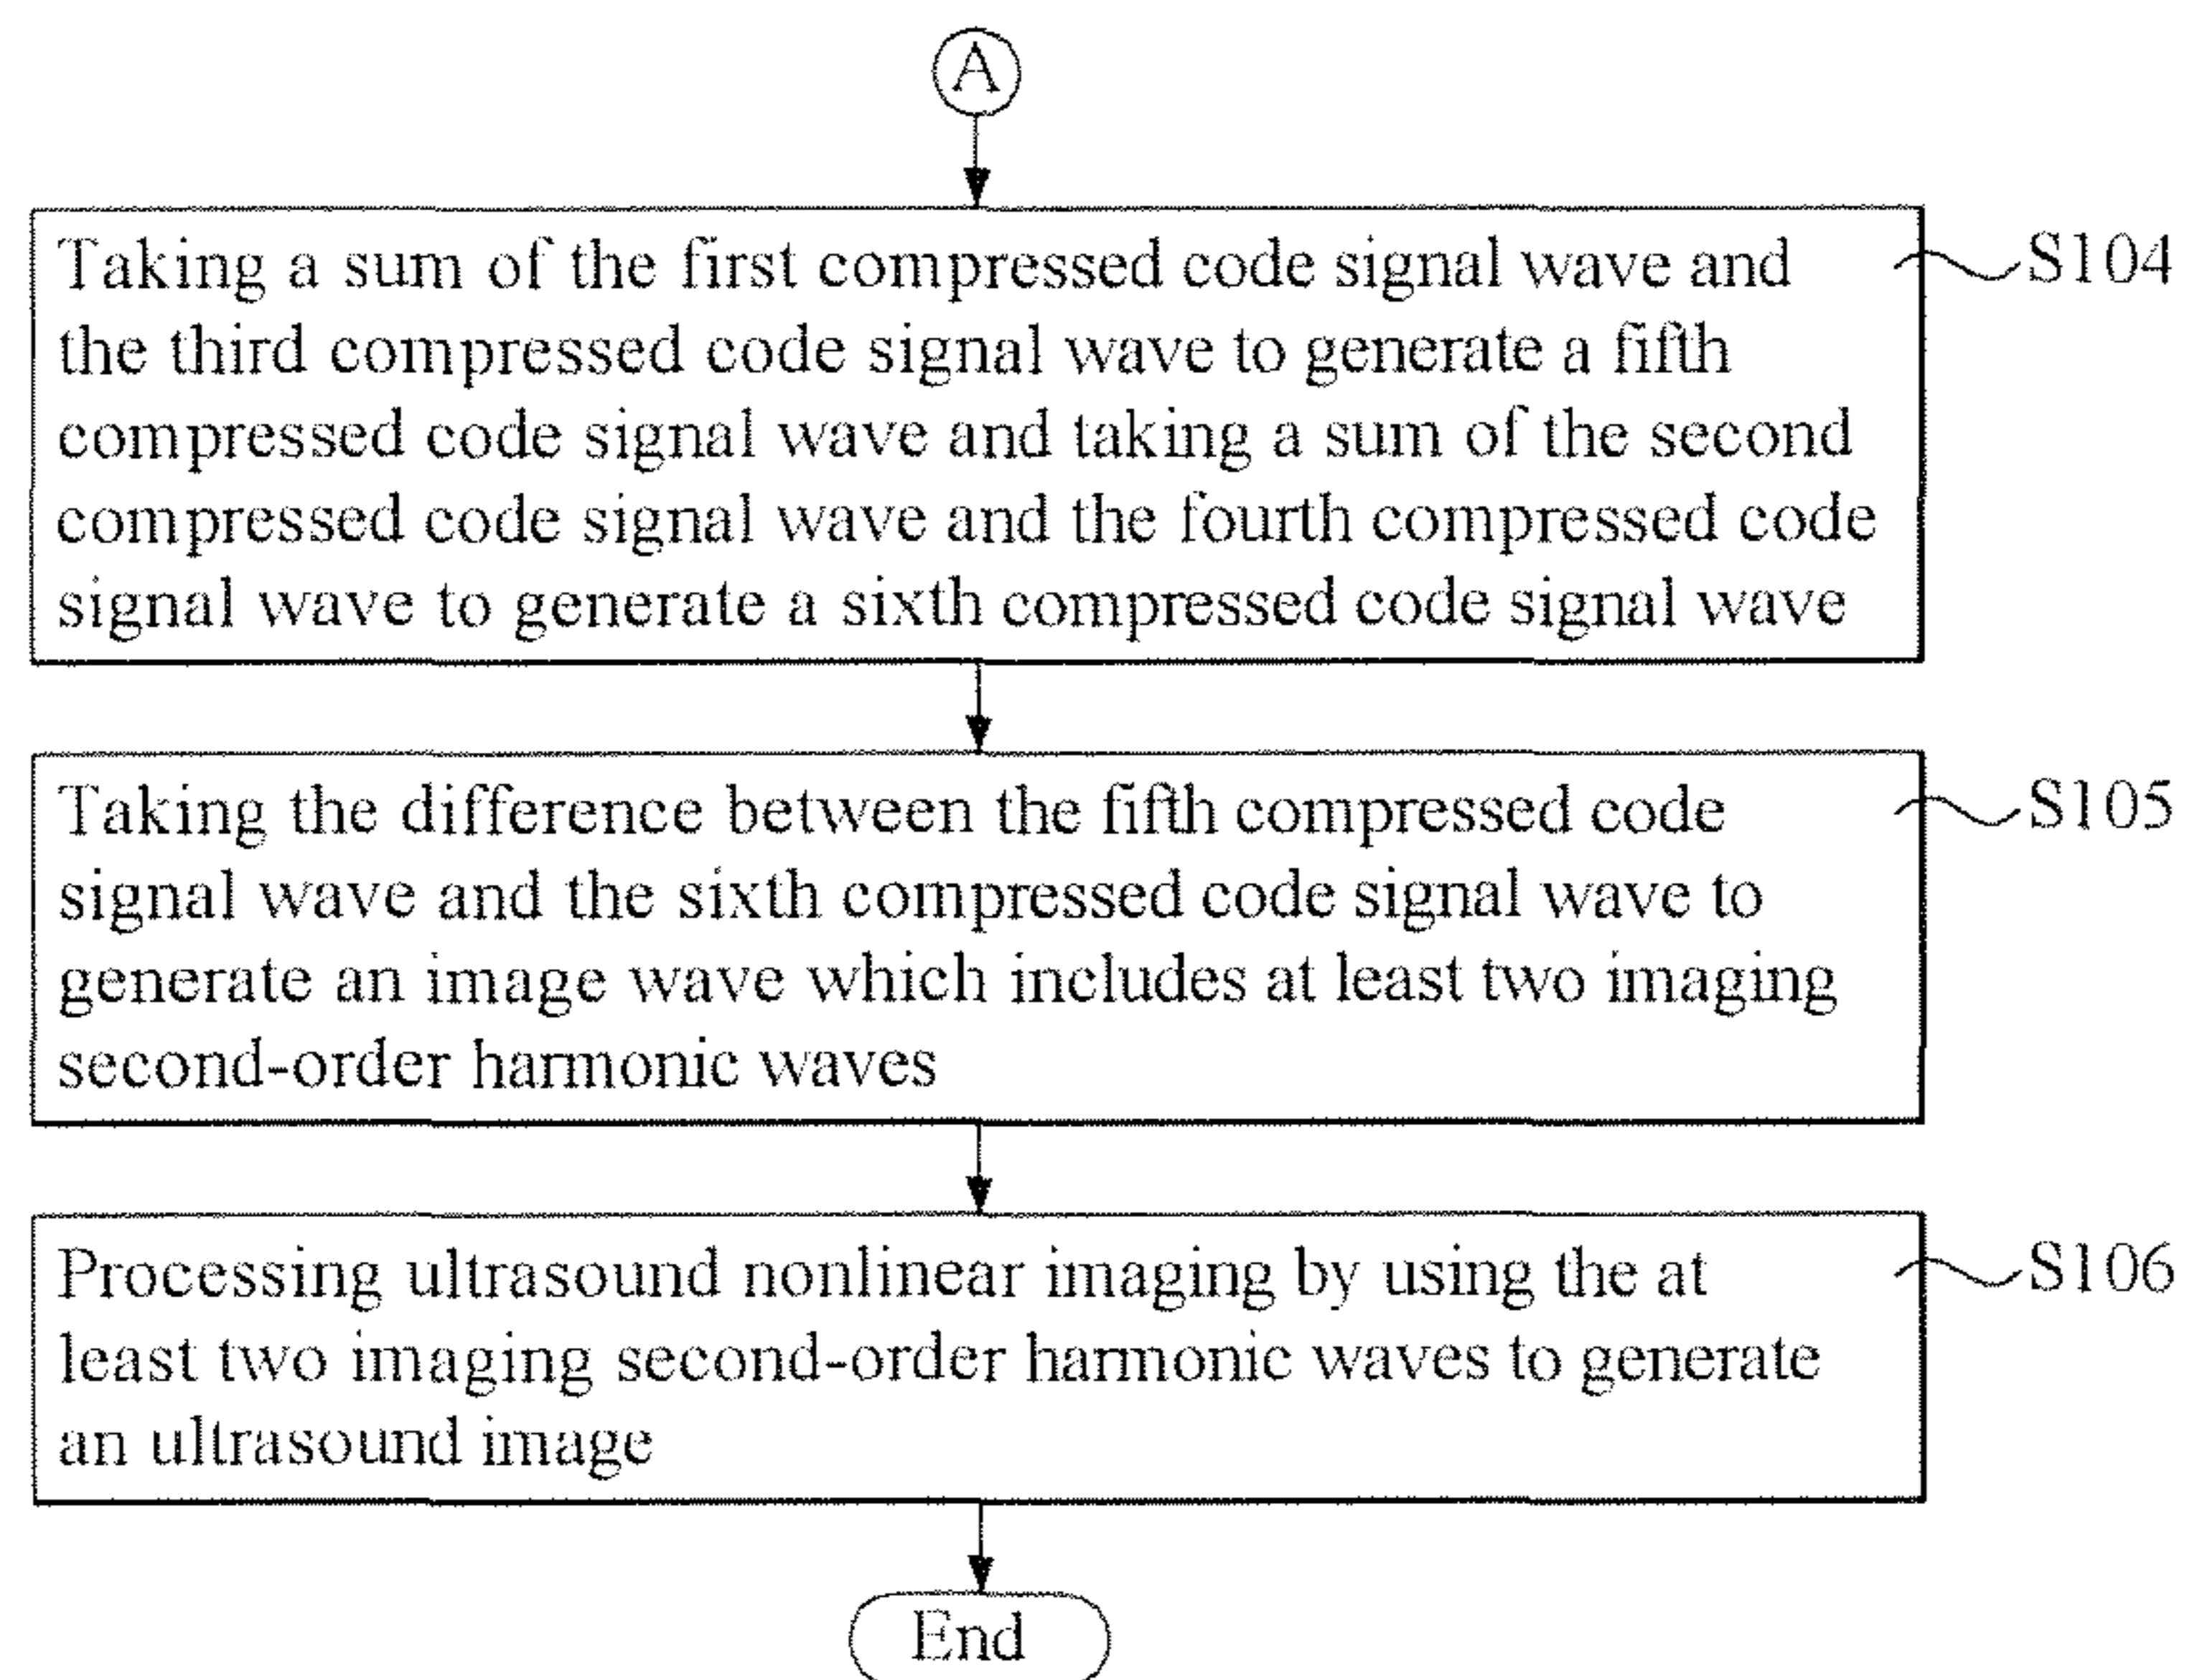 A
Taking a sum of the first compressed code signal wave and
the third compressed code signal wave to generate a fifth
compressed code signal wave and taking a sum of the second
compressed code signal wave and the fourth compressed code
signal wave to generate a sixth compressed code signal wave
S104
Taking the difference between the fifth compressed code
signal wave and the sixth compressed code signal wave to
generate an image wave which includes at least two imaging
second-order harmonic waves
S105
Processing ultrasound nonlinear imaging by using the at
least two imaging second-order harmonic waves to generate
an ultrasound image
S106
End